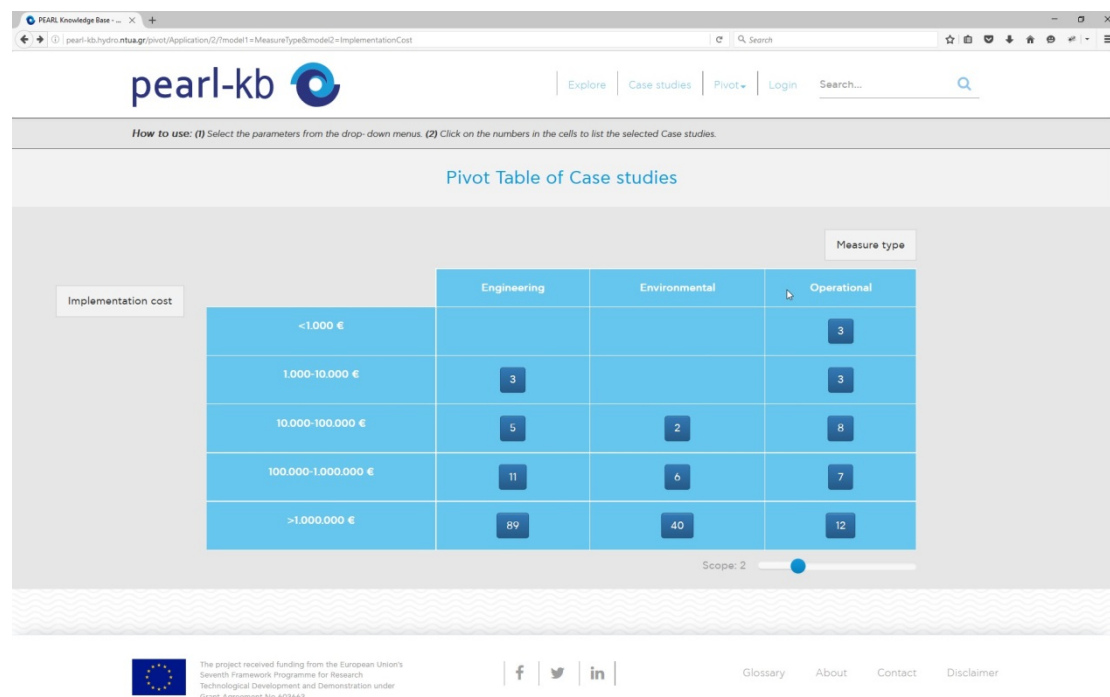 PEARL Knowledge Base - ...
pearl-kb.hydro.ntua.gr/pivot/Application/2/?model1=MeasureType&model2=ImplementationCost
Search
pearl-kb
Explore
Case studies
Pivot
Login
Search...
How to use: (1) Select the parameters from the drop- down menus. (2) Click on the numbers in the cells to list the selected Case studies.
Pivot Table of Case studies
Measure type
Implementation cost
Engineering Environmental Operational
<1.000 € 3
1.000-10.000 € 3 3
10.000-100.000 € 5 2 8
100.000-1.000.000 € 11 6 7
>1.000.000 € 89 40 12
Scope: 2
The project received funding from the European Union's
Seventh Framework Programme for Research
Technological Development and Demonstration under
Grant Agreement No 603663
f
in
Glossary About Contact Disclaimer